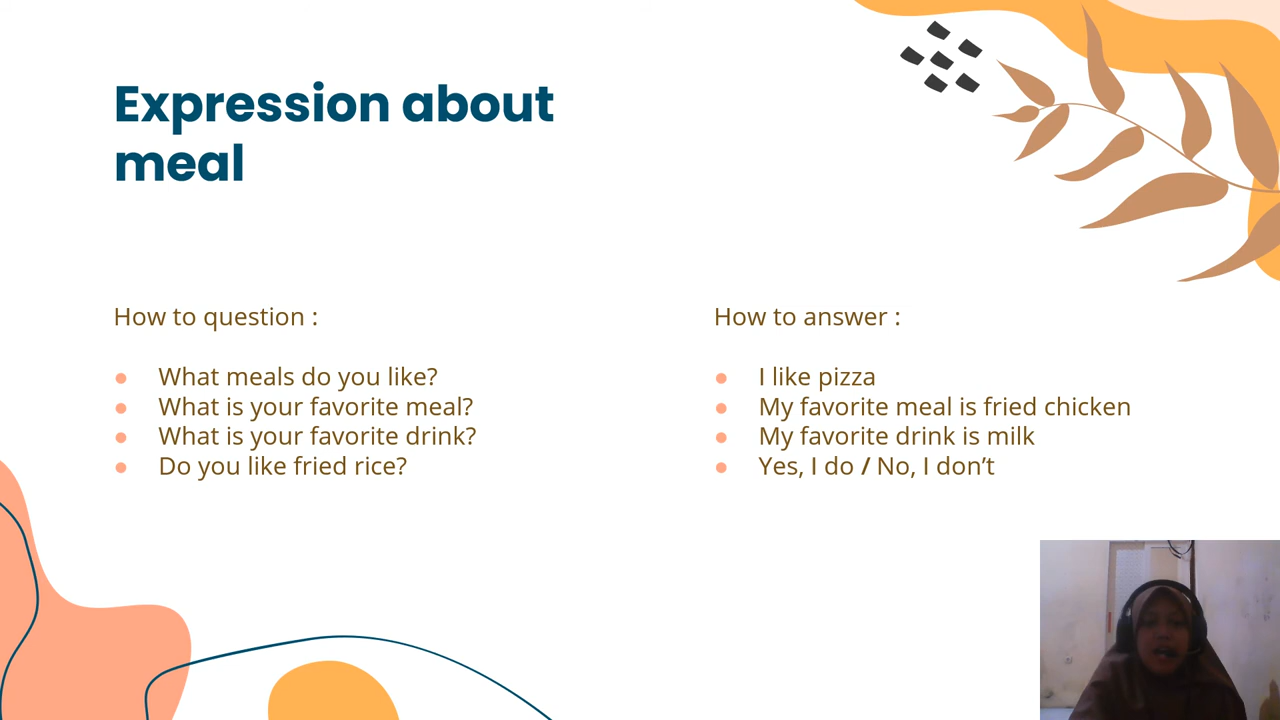 Expression about
meal
How to question :
What meals do you like?
What is your favorite meal?
What is your favorite drink?
Do you like fried rice?
How to answer :
I like pizza
My favorite meal is fried chicken
My favorite drink is milk
Yes, I do / No, I don’t